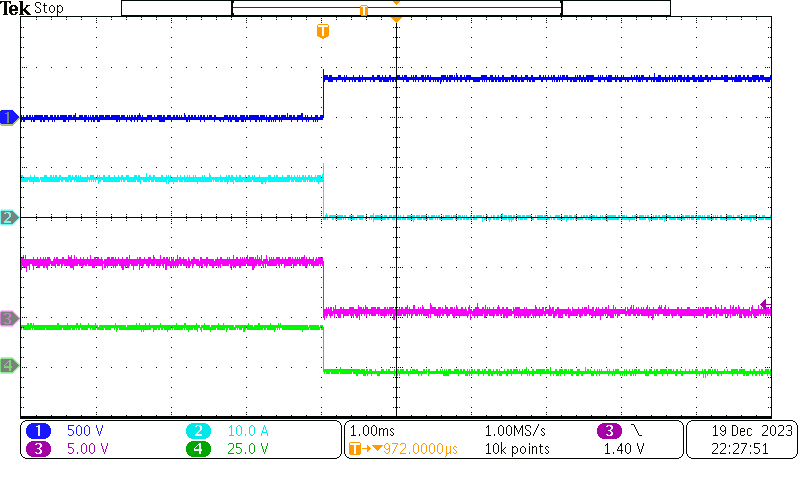 Tek Stop
T
T
1
2
3
4
1 500 V 2 10.0 A 1.00ms 1.00MS/s 3 19 Dec 2023
3 5.00 V 4 25.0 V T→▼972.0000µs 10k points 1.40 V 22:27:51